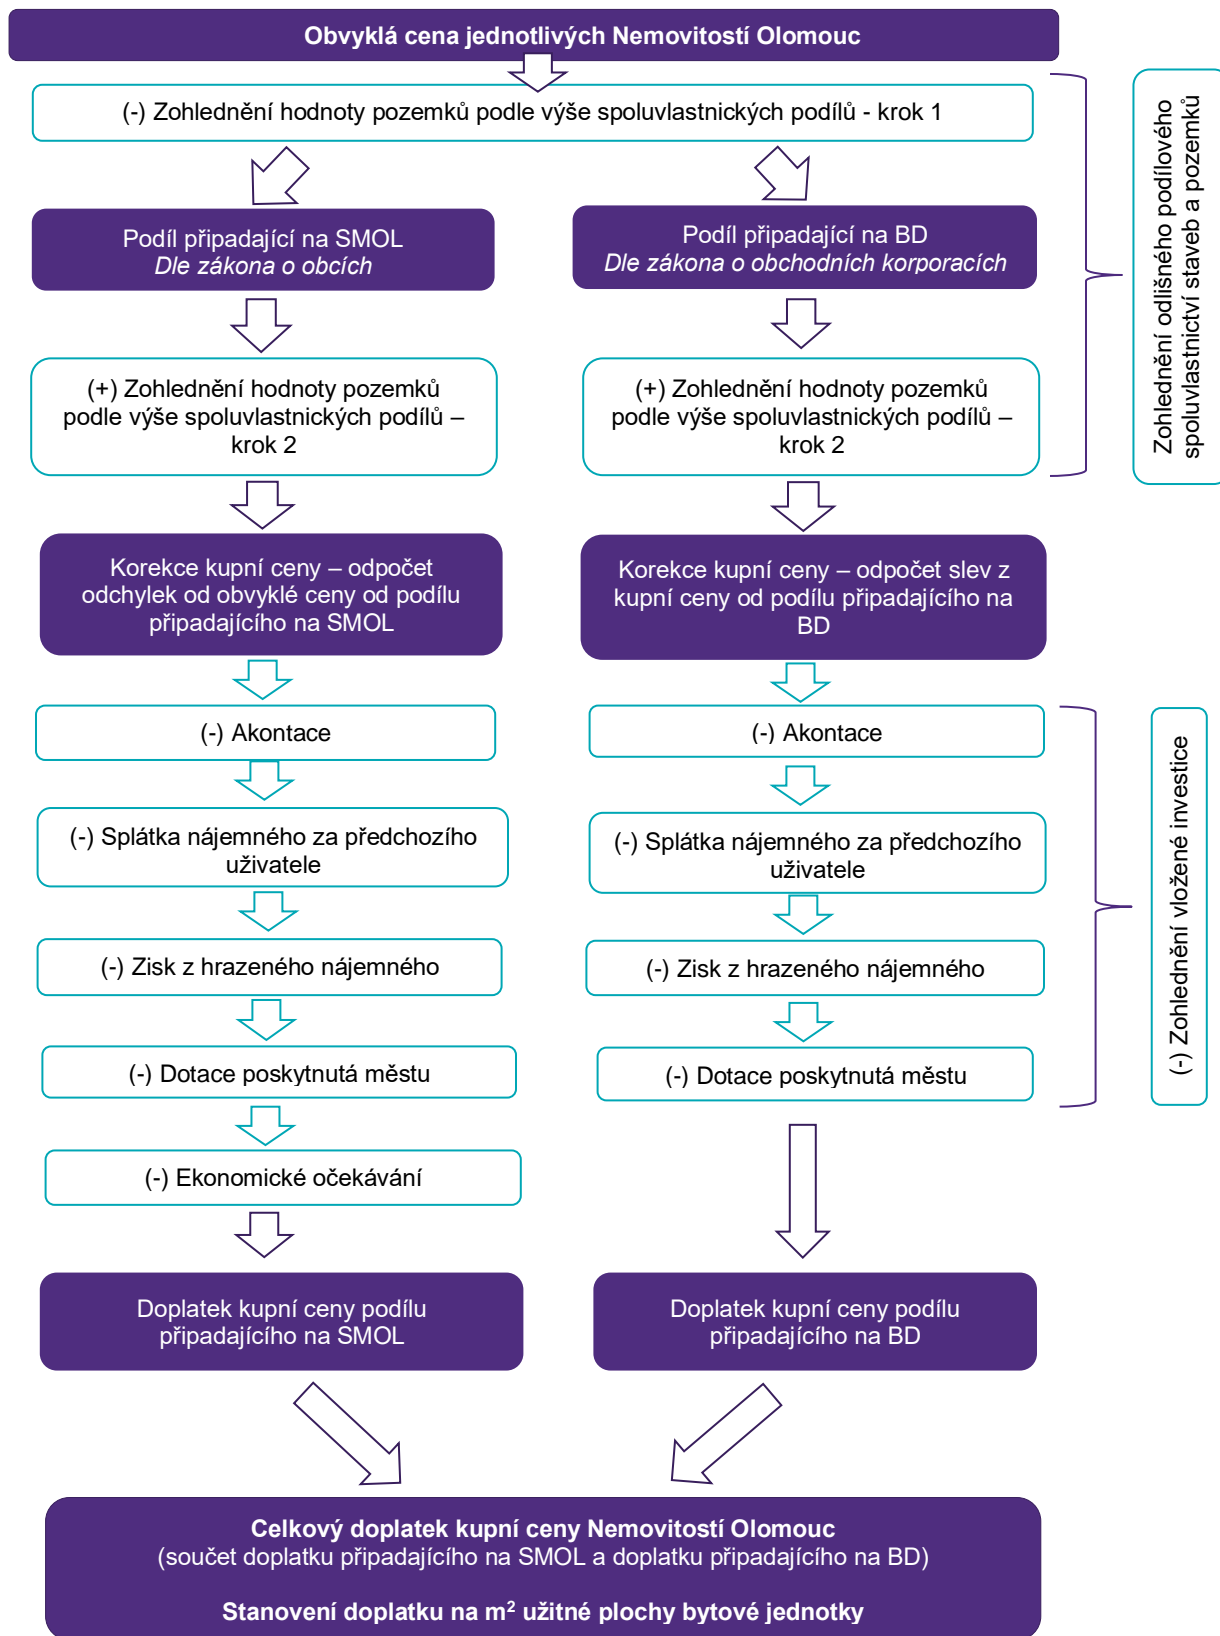 Obvyklá cena jednotlivých Nemovitostí Olomouc
(-) Zohlednění hodnoty pozemků podle výše spoluvlastnických podílů - krok 1
Podíl připadající na SMOL
Dle zákona o obcích
Podíl připadající na BD
Dle zákona o obchodních korporacích
Zohlednění odlišného podílového
spoluvlastnictví staveb a pozemků
(+) Zohlednění hodnoty pozemků
podle výše spoluvlastnických podílů –
krok 2
(+) Zohlednění hodnoty pozemků
podle výše spoluvlastnických podílů –
krok 2
Korekce kupní ceny – odpočet
odchylek od obvyklé ceny od podílu
připadajícího na SMOL
Korekce kupní ceny – odpočet slev z
kupní ceny od podílu připadajícího na
BD
(-) Akontace
(-) Akontace
(-) Splátka nájemného za předchozího
uživatele
(-) Splátka nájemného za předchozího
uživatele
(-) Zisk z hrazeného nájemného
(-) Zisk z hrazeného nájemného
(-) Zohlednění vložené investice
(-) Dotace poskytnutá městu
(-) Dotace poskytnutá městu
(-) Ekonomické očekávání
Doplatek kupní ceny podílu
připadajícího na SMOL
Doplatek kupní ceny podílu
připadajícího na BD
Celkový doplatek kupní ceny Nemovitostí Olomouc
(součet doplatku připadajícího na SMOL a doplatku připadajícího na BD)
Stanovení doplatku na m² užitné plochy bytové jednotky